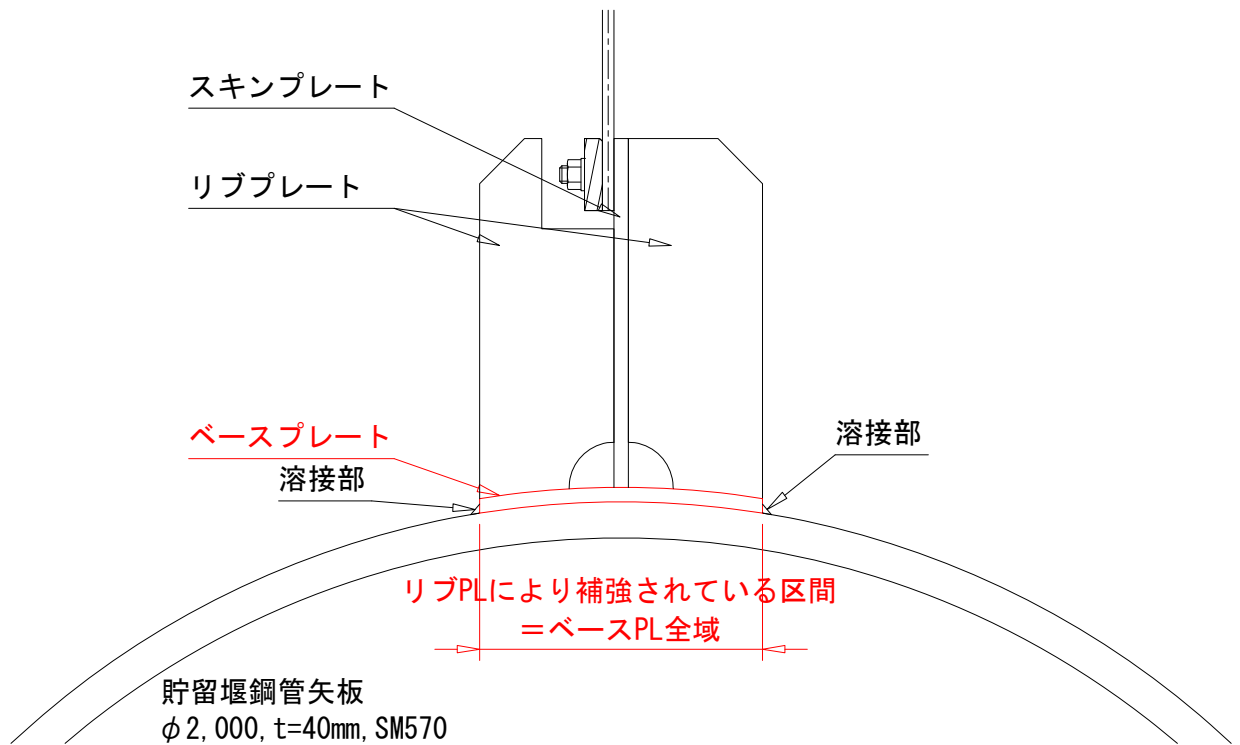 スキンプレート
リブプレート
ベースプレート
溶接部
溶接部
リブPLにより補強されている区間
＝ベースPL全域
貯留堰鋼管矢板
φ2,000, t=40mm, SM570